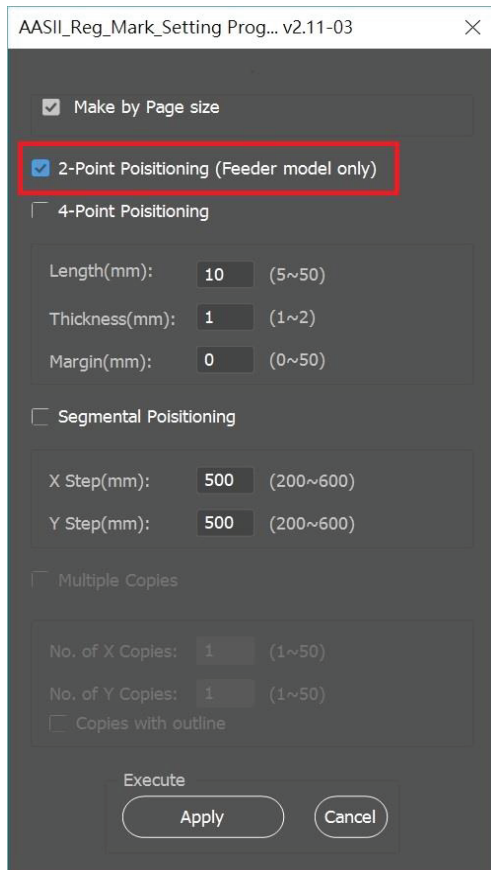 AASII_Reg_Mark_Setting Prog... v2.11-03
Make by Page size
2-Point Poisitioning (Feeder model only)
4-Point Poisitioning
Length(mm): 10 (5~50)
Thickness(mm): 1 (1~2)
Margin(mm): 0 (0~50)
Segmental Poisitioning
X Step(mm): 500 (200~600)
Y Step(mm): 500 (200~600)
Multiple Copies
No. of X Copies: 1 (1~50)
No. of Y Copies: 1 (1~50)
Copies with outline
Execute
Apply Cancel